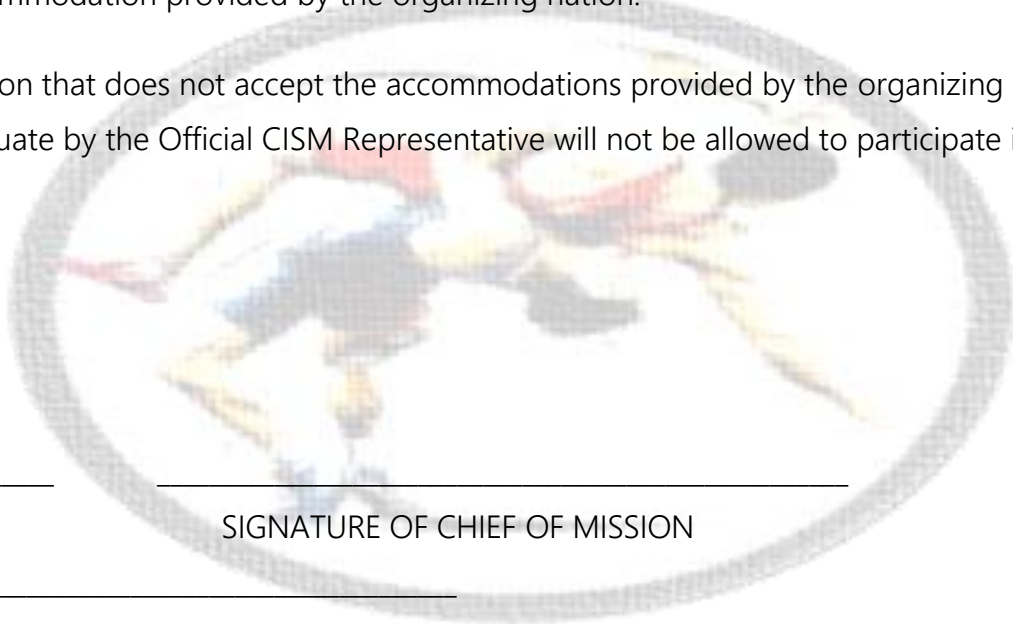 provided by the organizing nation.
on that does not accept the accommodations provided by the organizing
uate by the Official CISM Representative will not be allowed to participate
SIGNATURE OF CHIEF OF MISSION